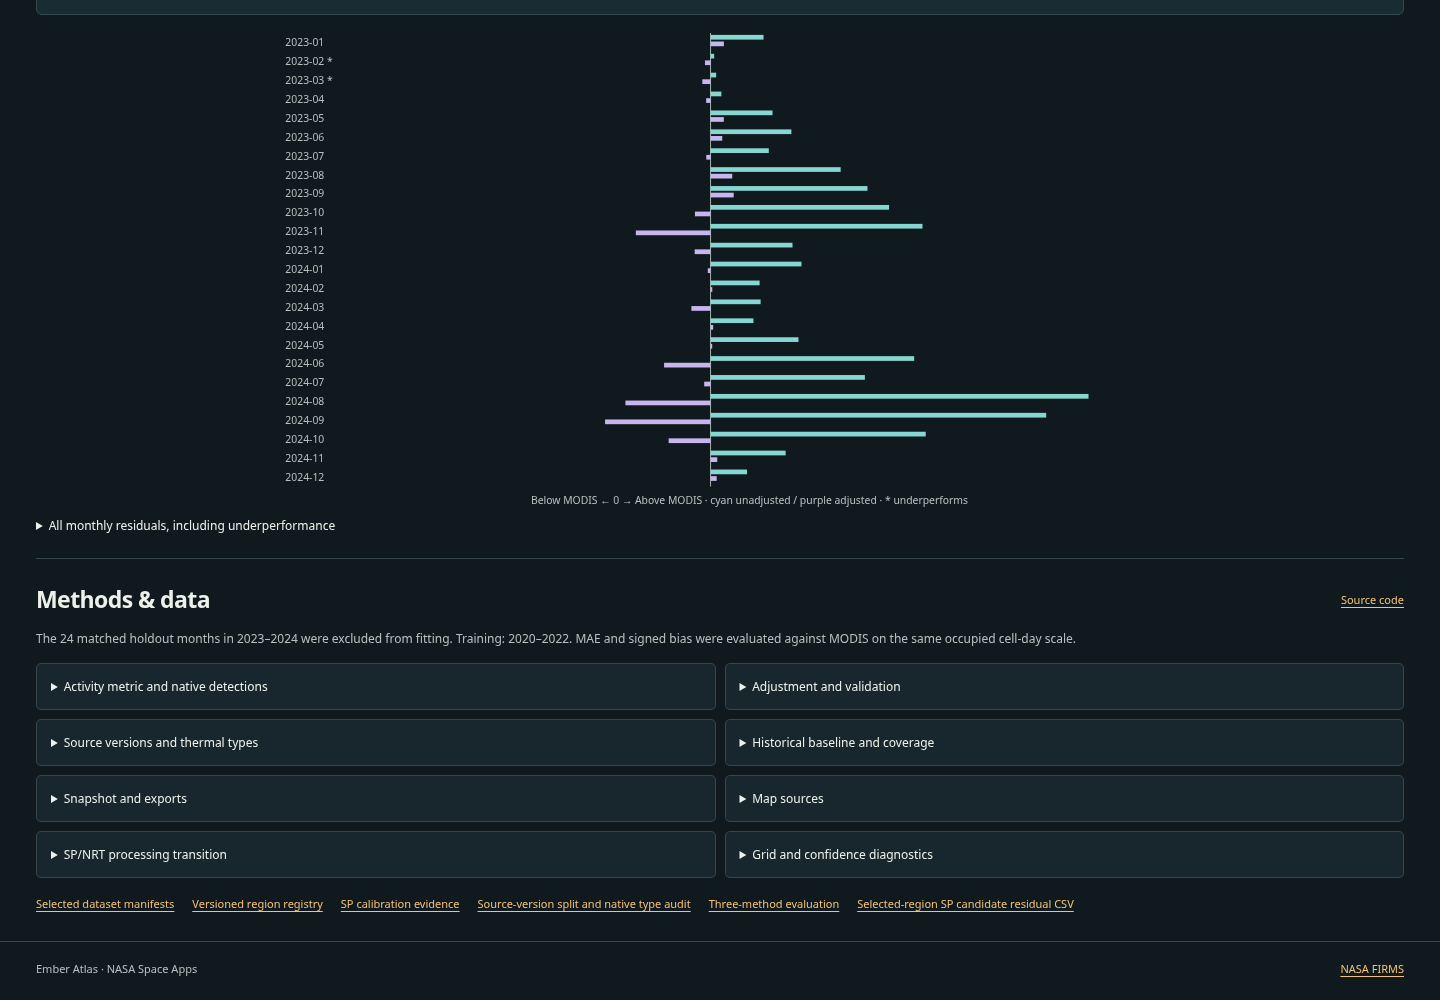 2023-01
2023-02 *
2023-03 *
2023-04
2023-05
2023-06
2023-07
2023-08
2023-09
2023-10
2023-11
2023-12
2024-01
2024-02
2024-03
2024-04
2024-05
2024-06
2024-07
2024-08
2024-09
2024-10
2024-11
2024-12
Below MODIS ← 0 → Above MODIS · cyan unadjusted / purple adjusted · * underperforms
All monthly residuals, including underperformance
Methods & data
Source code
The 24 matched holdout months in 2023–2024 were excluded from fitting. Training: 2020–2022. MAE and signed bias were evaluated against MODIS on the same occupied cell-day scale.
Activity metric and native detections
Adjustment and validation
Source versions and thermal types
Historical baseline and coverage
Snapshot and exports
Map sources
SP/NRT processing transition
Grid and confidence diagnostics
Selected dataset manifests Versioned region registry SP calibration evidence Source-version split and native type audit Three-method evaluation Selected-region SP candidate residual CSV
Ember Atlas · NASA Space Apps
NASA FIRMS